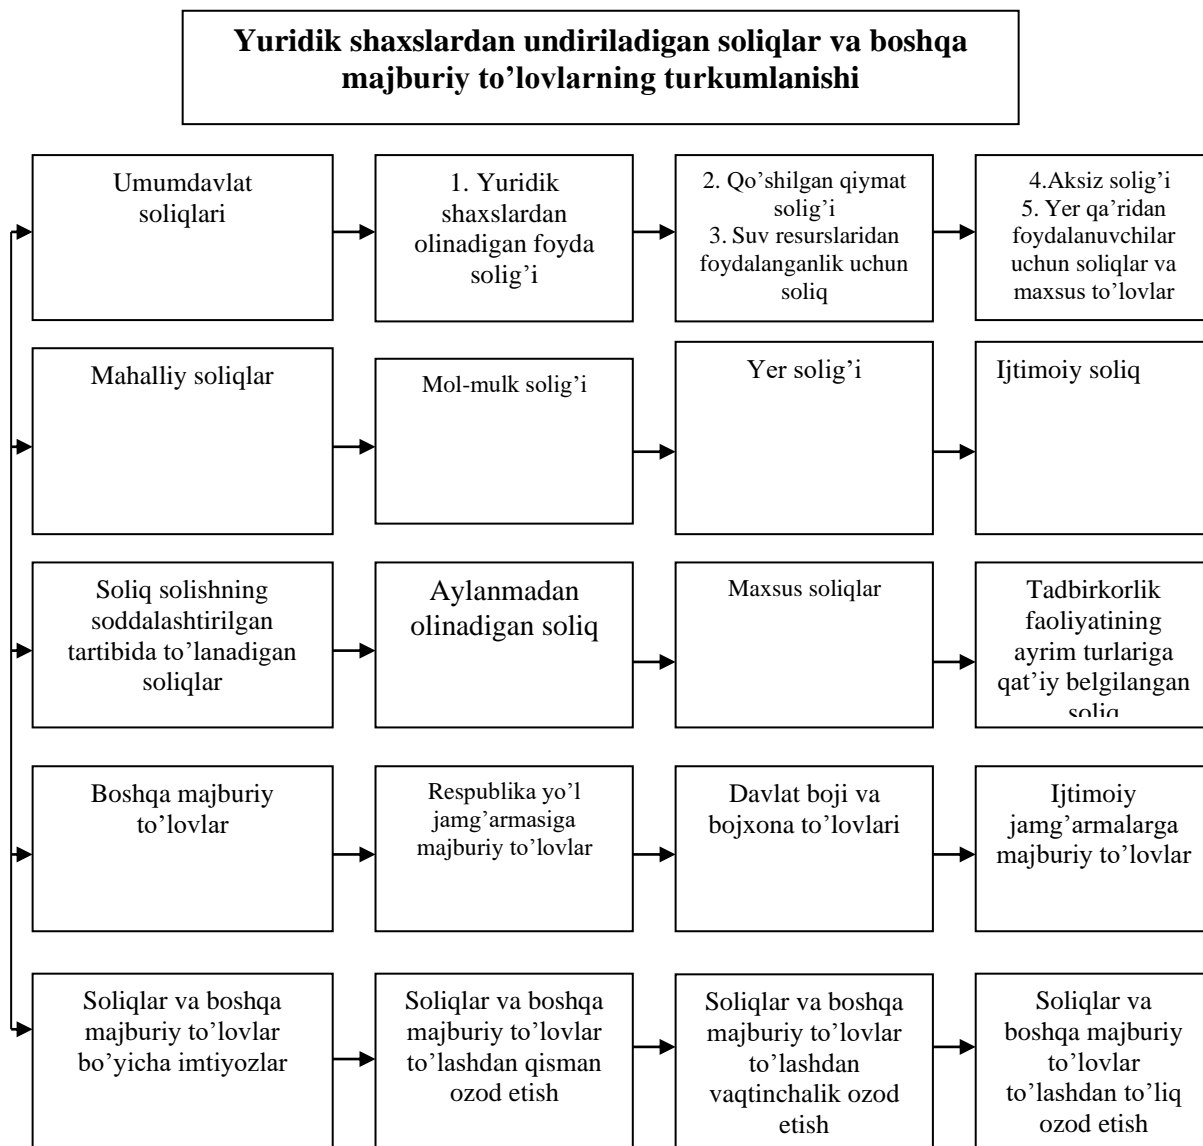 Yuridik shaxslardan undiriladigan soliqlar va boshqa
majburiy to’lovlarning turkumlanishi
Umumdavlat
soliqlari
1. Yuridik
shaxslardan
olinadigan foyda
solig’i
2. Qo’shilgan qiymat
solig’i
3. Suv resurslaridan
foydalanganlik uchun
soliq
4.Aksiz solig’i
5. Yer qa’ridan
foydalanuvchilar
uchun soliqlar va
maxsus to’lovlar
Mahalliy soliqlar
Mol-mulk solig’i
Yer solig’i
Ijtimoiy soliq
Soliq solishning
soddalashtirilgan
tartibida to’lanadigan
soliqlar
Aylanmadan
olinadigan soliq
Maxsus soliqlar
Tadbirkorlik
faoliyatining
ayrim turlariga
qat’iy belgilangan
soliq
Boshqa majburiy
to’lovlar
Respublika yo’l
jamg’armasiga
majburiy to’lovlar
Davlat boji va
bojxona to’lovlari
Ijtimoiy
jamg’armalarga
majburiy to’lovlar
Soliqlar va boshqa
majburiy to’lovlar
bo’yicha imtiyozlar
Soliqlar va boshqa
majburiy to’lovlar
to’lashdan qisman
ozod etish
Soliqlar va boshqa
majburiy to’lovlar
to’lashdan
vaqtinchalik ozod
etish
Soliqlar va
boshqa majburiy
to’lovlar
to’lashdan to’liq
ozod etish